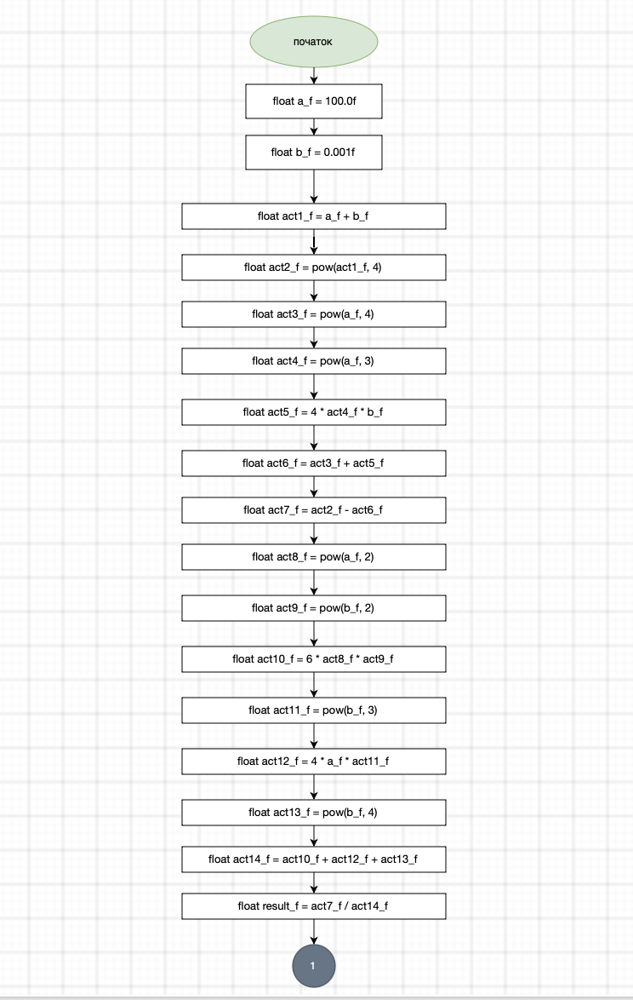 початок
float a_f = 100.0f
float b_f = 0.001f
float act1_f = a_f + b_f
float act2_f = pow(act1_f, 4)
float act3_f = pow(a_f, 4)
float act4_f = pow(a_f, 3)
float act5_f = 4 * act4_f * b_f
float act6_f = act3_f + act5_f
float act7_f = act2_f - act6_f
float act8_f = pow(a_f, 2)
float act9_f = pow(b_f, 2)
float act10_f = 6 * act8_f * act9_f
float act11_f = pow(b_f, 3)
float act12_f = 4 * a_f * act11_f
float act13_f = pow(b_f, 4)
float act14_f = act10_f + act12_f + act13_f
float result_f = act7_f / act14_f
1